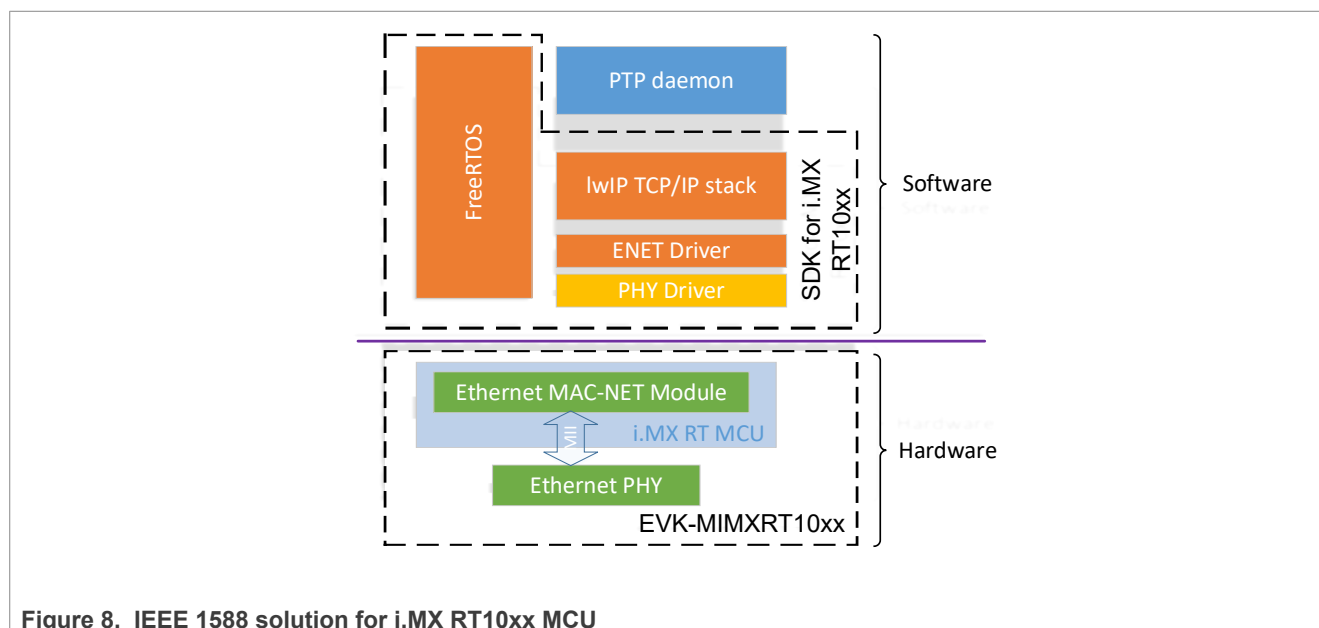 PTP daemon
FreeRTOS
lwIP TCP/IP stack
ENET Driver
PHY Driver
SDK for i.MX
RT10xx
Software
Ethernet MAC-NET Module
MII
i.MX RT MCU
Ethernet PHY
EVK-MIMXRT10xx
Hardware
Figure 8. IEEE 1588 solution for i.MX RT10xx MCU